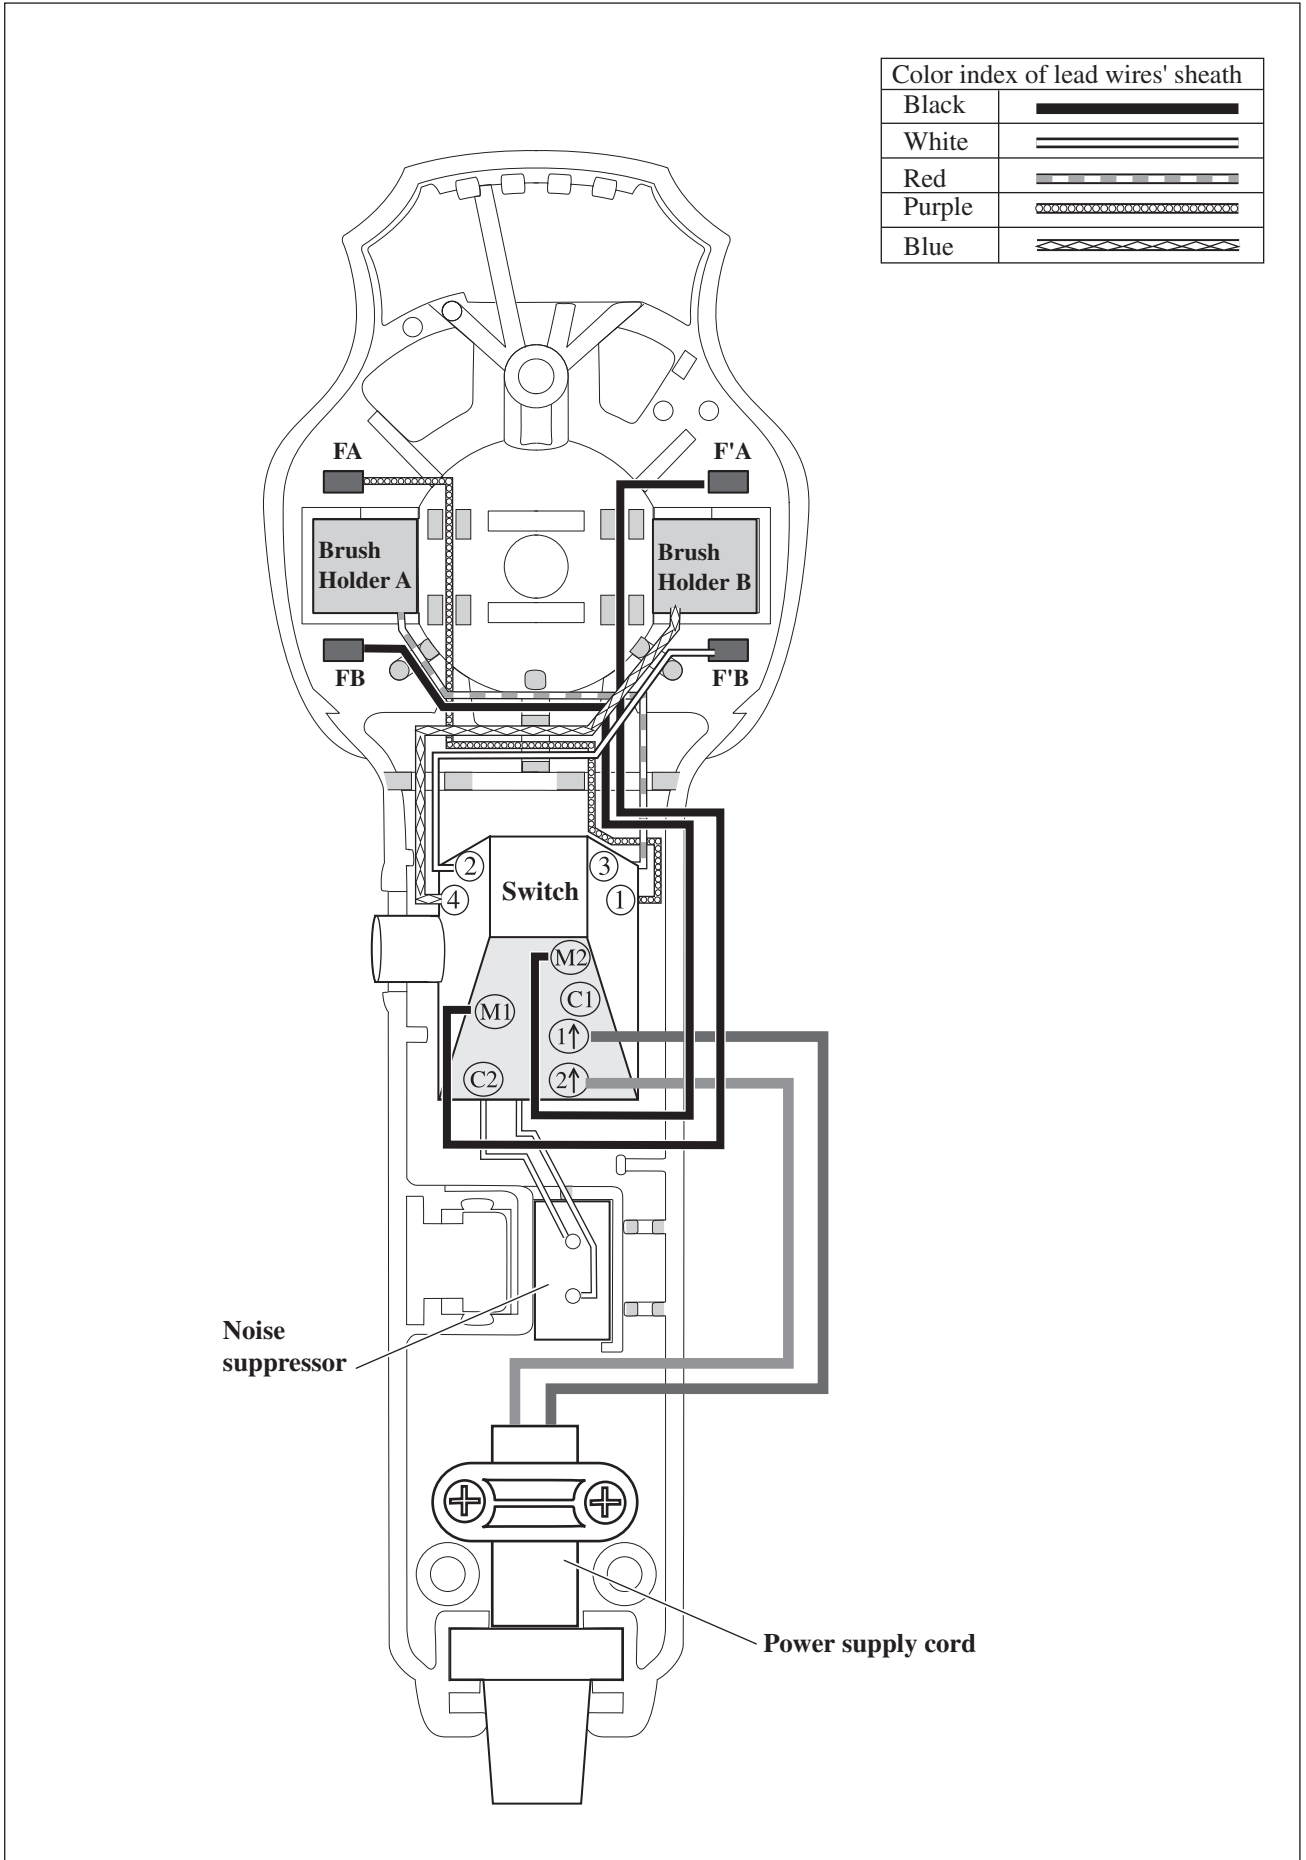 Color index of lead wires' sheath
Black
White
Red
Purple
Blue
FA
F'A
Brush
Holder A
Brush
Holder B
FB
F'B
2
3
4
Switch
1
M2
C1
M1
1↑
C2
2↑
Noise
suppressor
Power supply cord